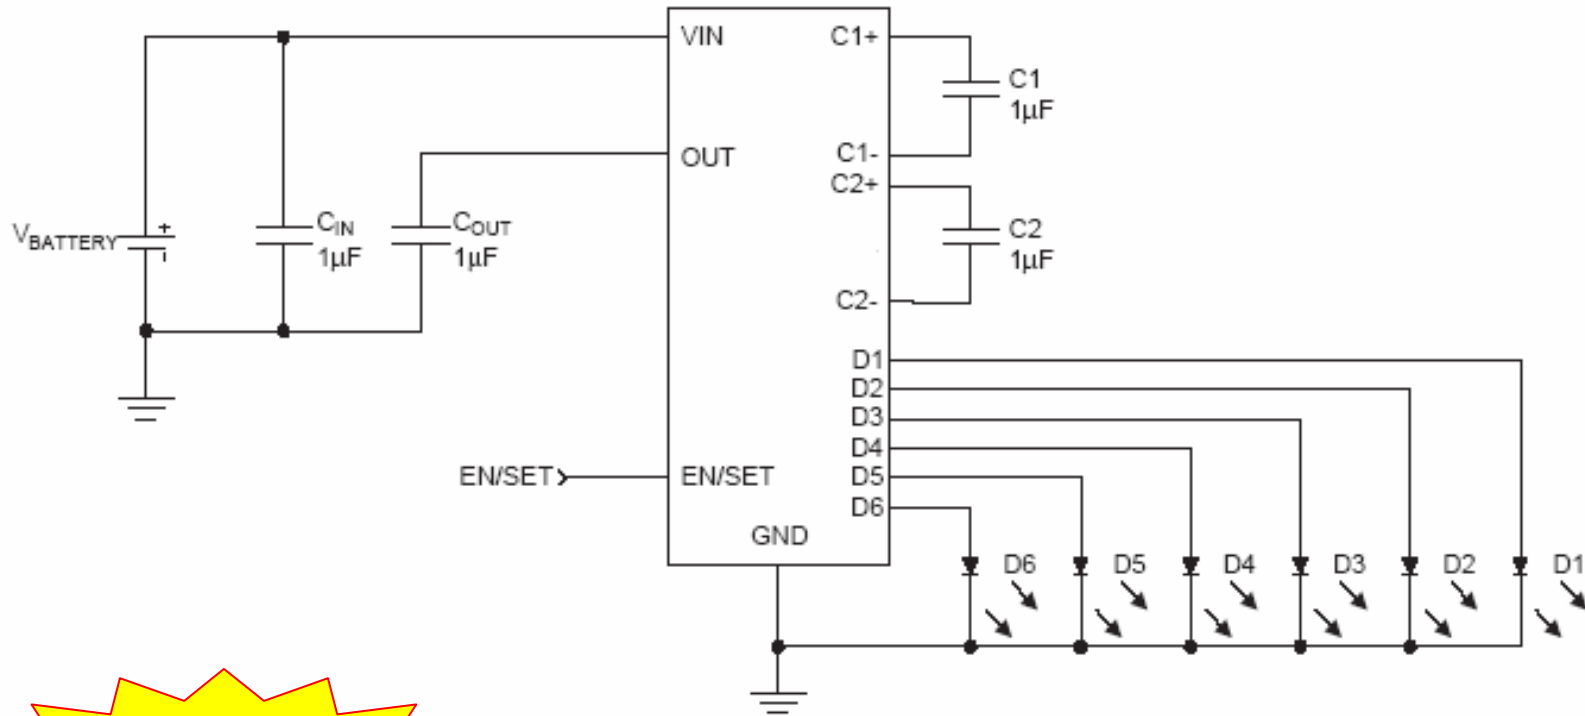 VIN
C1+
C1
1µF
OUT
C1-
C2+
VBATTERY
+
-
CIN
1µF
COUT
1µF
C2
1µF
C2-
D1
D2
D3
D4
D5
D6
EN/SET
EN/SET
GND
D6
D5
D4
D3
D2
D1